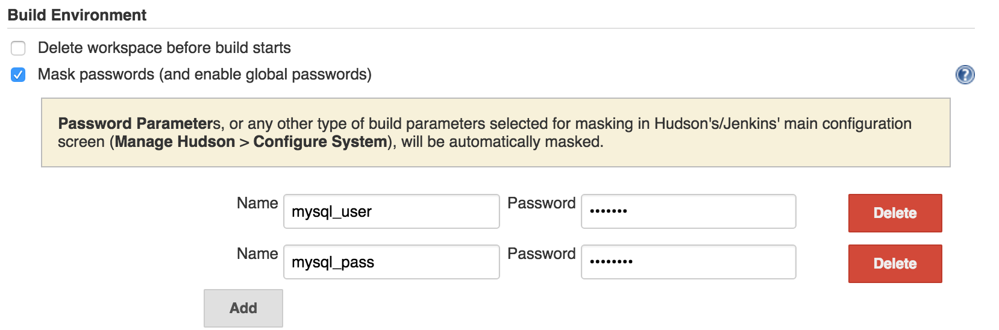 Build Environment
Delete workspace before build starts
Mask passwords (and enable global passwords)
?
Password Parameters, or any other type of build parameters selected for masking in Hudson's/Jenkins' main configuration
screen (Manage Hudson > Configure System), will be automatically masked.
Name mysql_user Password ••••••• Delete
Name mysql_pass Password •••••••• Delete
Add